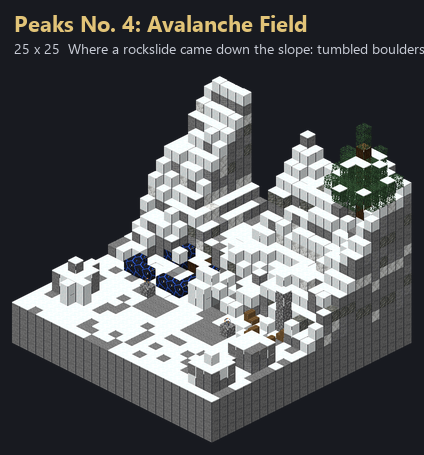 Peaks No. 4: Avalanche Field
25 x 25 Where a rockslide came down the slope: tumbled boulders